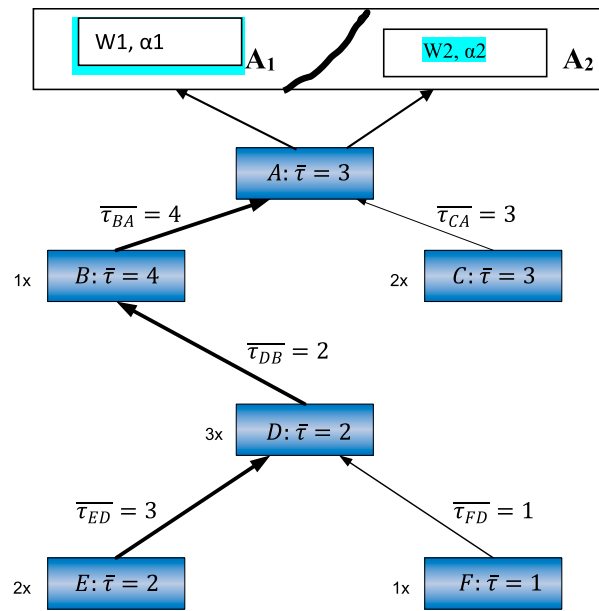 W1, α1
A₁
W2, α2
A₂
A: τ̄ = 3
τ̄_BA = 4
τ̄_CA = 3
1x
B: τ̄ = 4
2x
C: τ̄ = 3
τ̄_DB = 2
3x
D: τ̄ = 2
τ̄_ED = 3
τ̄_FD = 1
2x
E: τ̄ = 2
1x
F: τ̄ = 1